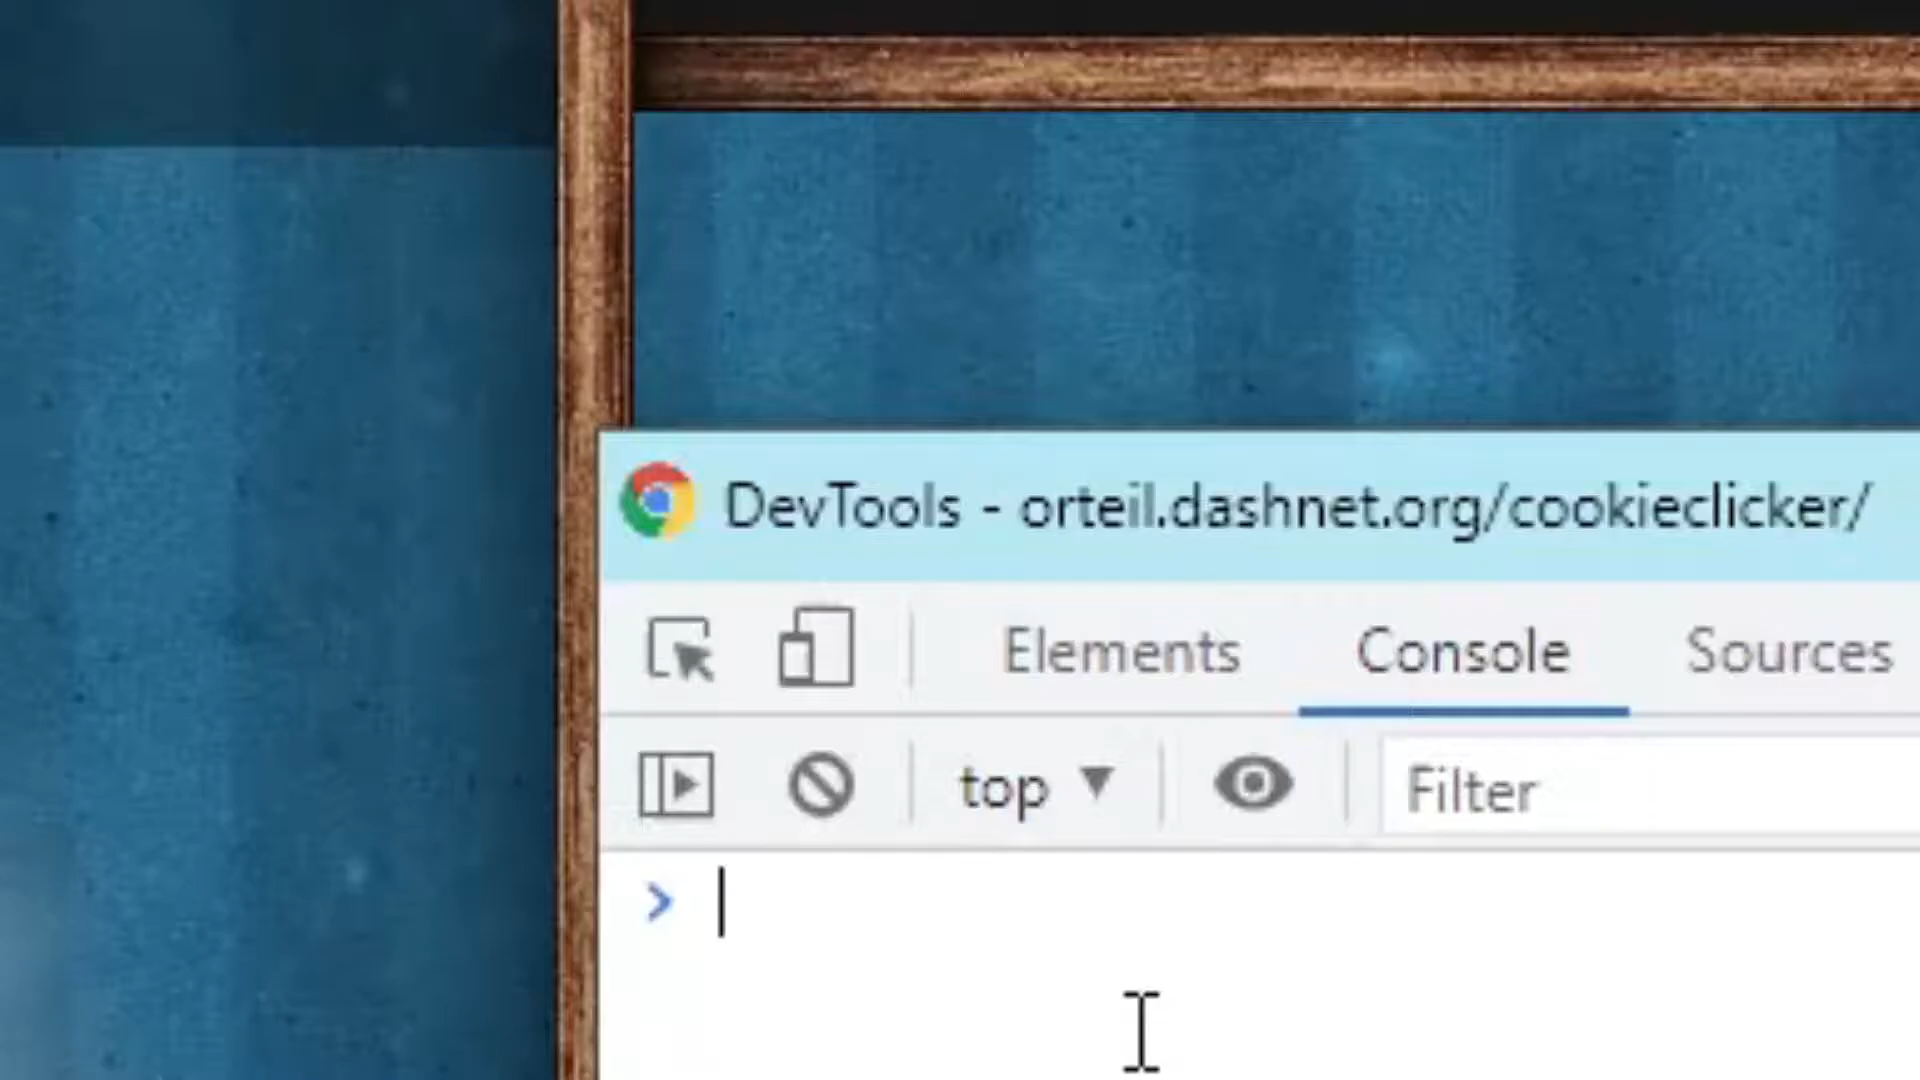 DevTools - orteil.dashnet.org/cookieclicker/
Elements Console Sources
top Filter